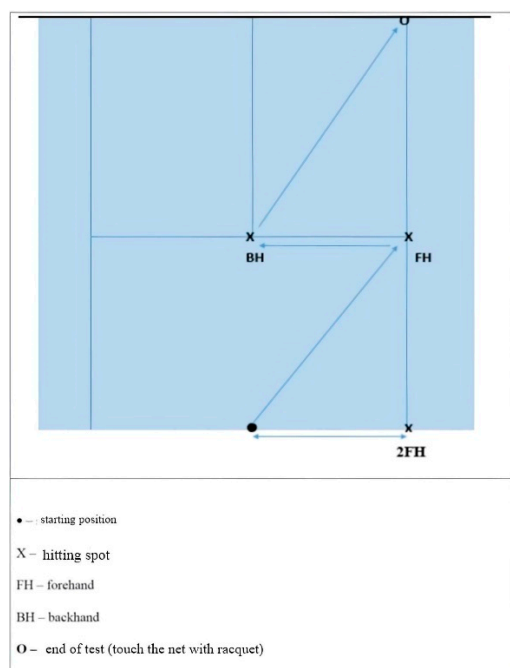 O
X X
BH FH
X
2FH
● – : starting position
X – hitting spot
FH – forehand
BH – backhand
O – end of test (touch the net with racquet)